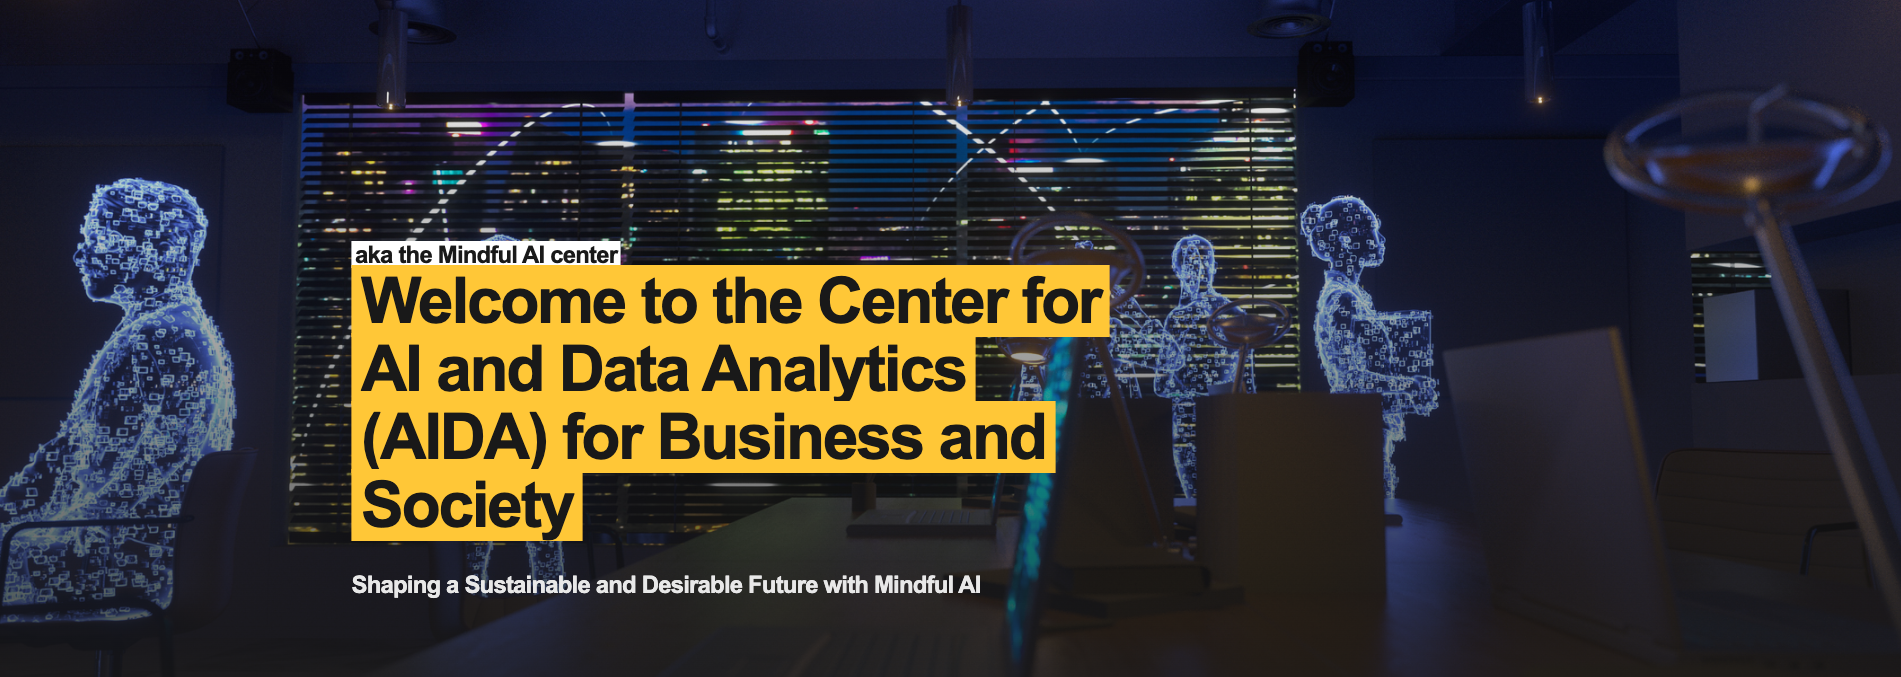 aka the Mindful AI center
Welcome to the Center for
AI and Data Analytics
(AIDA) for Business and
Society
Shaping a Sustainable and Desirable Future with Mindful AI